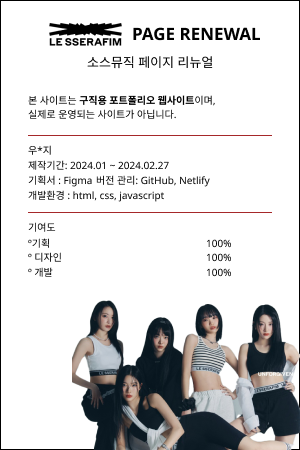 LE SSERAFIM PAGE RENEWAL
소스뮤직 페이지 리뉴얼
본 사이트는 구직용 포트폴리오 웹사이트이며,
실제로 운영되는 사이트가 아닙니다.
우*지
제작기간: 2024.01 ~ 2024.02.27
기획서 : Figma 버전 관리: GitHub, Netlify
개발환경 : html, css, javascript
기여도
º기획 100%
º 디자인 100%
º 개발 100%